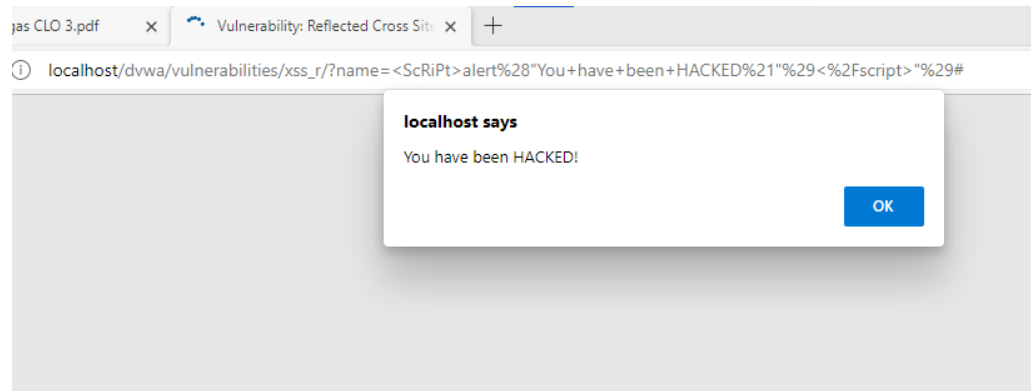 gas CLO 3.pdf
Vulnerability: Reflected Cross Site
localhost/dvwa/vulnerabilities/xss_r/?name=<ScRiPt>alert%28"You+have+been+HACKED%21"%29<%2Fscript>"%29#
localhost says
You have been HACKED!
OK